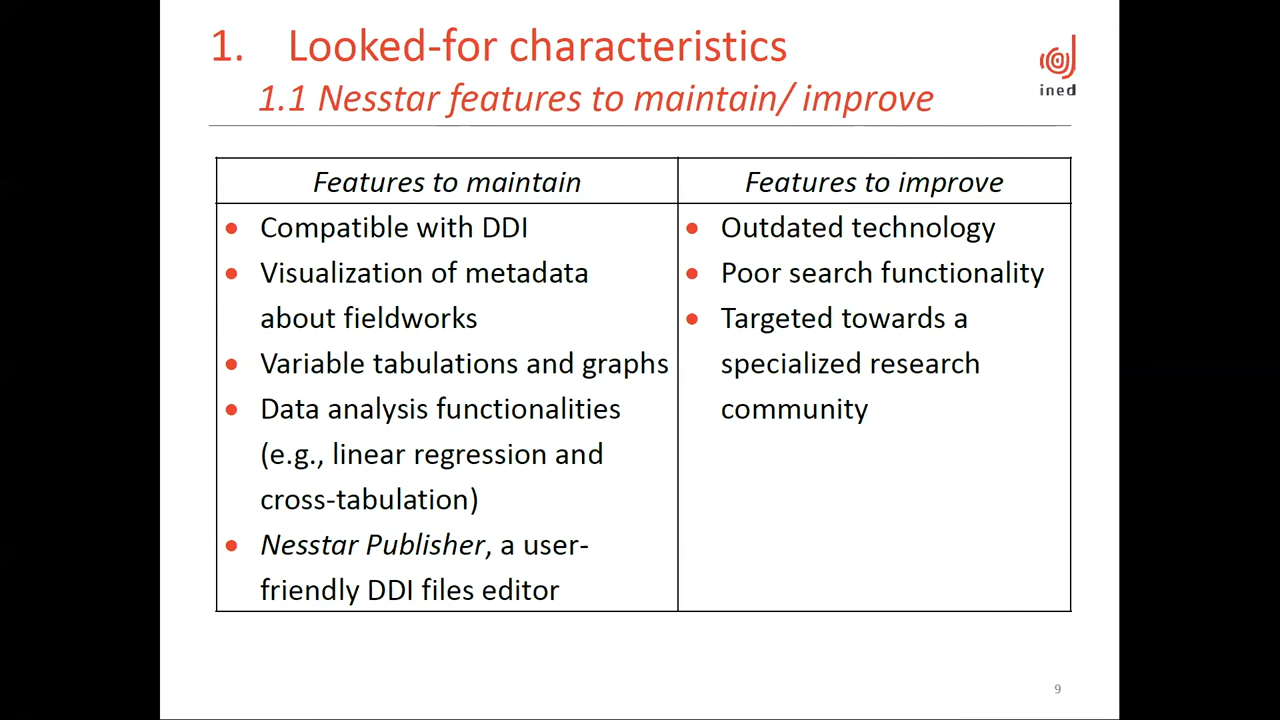 1. Looked-for characteristics
1.1 Nesstar features to maintain/ improve
ined
Features to maintain
Compatible with DDI
Visualization of metadata
about fieldworks
Variable tabulations and graphs
Data analysis functionalities
(e.g., linear regression and
cross-tabulation)
Nesstar Publisher, a user-
friendly DDI files editor
Features to improve
Outdated technology
Poor search functionality
Targeted towards a
specialized research
community
9